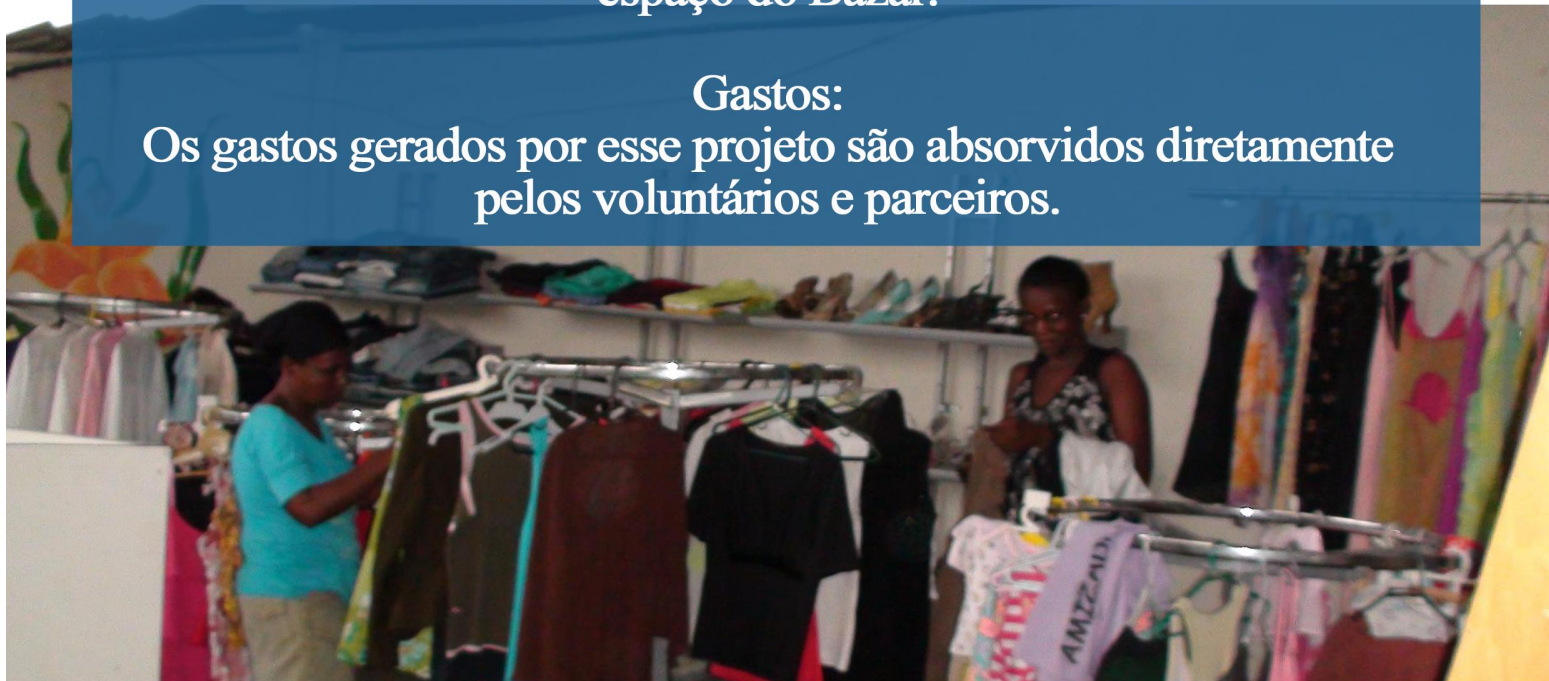 espaço do Bazar.
Gastos:
Os gastos gerados por esse projeto são absorvidos diretamente
pelos voluntários e parceiros.